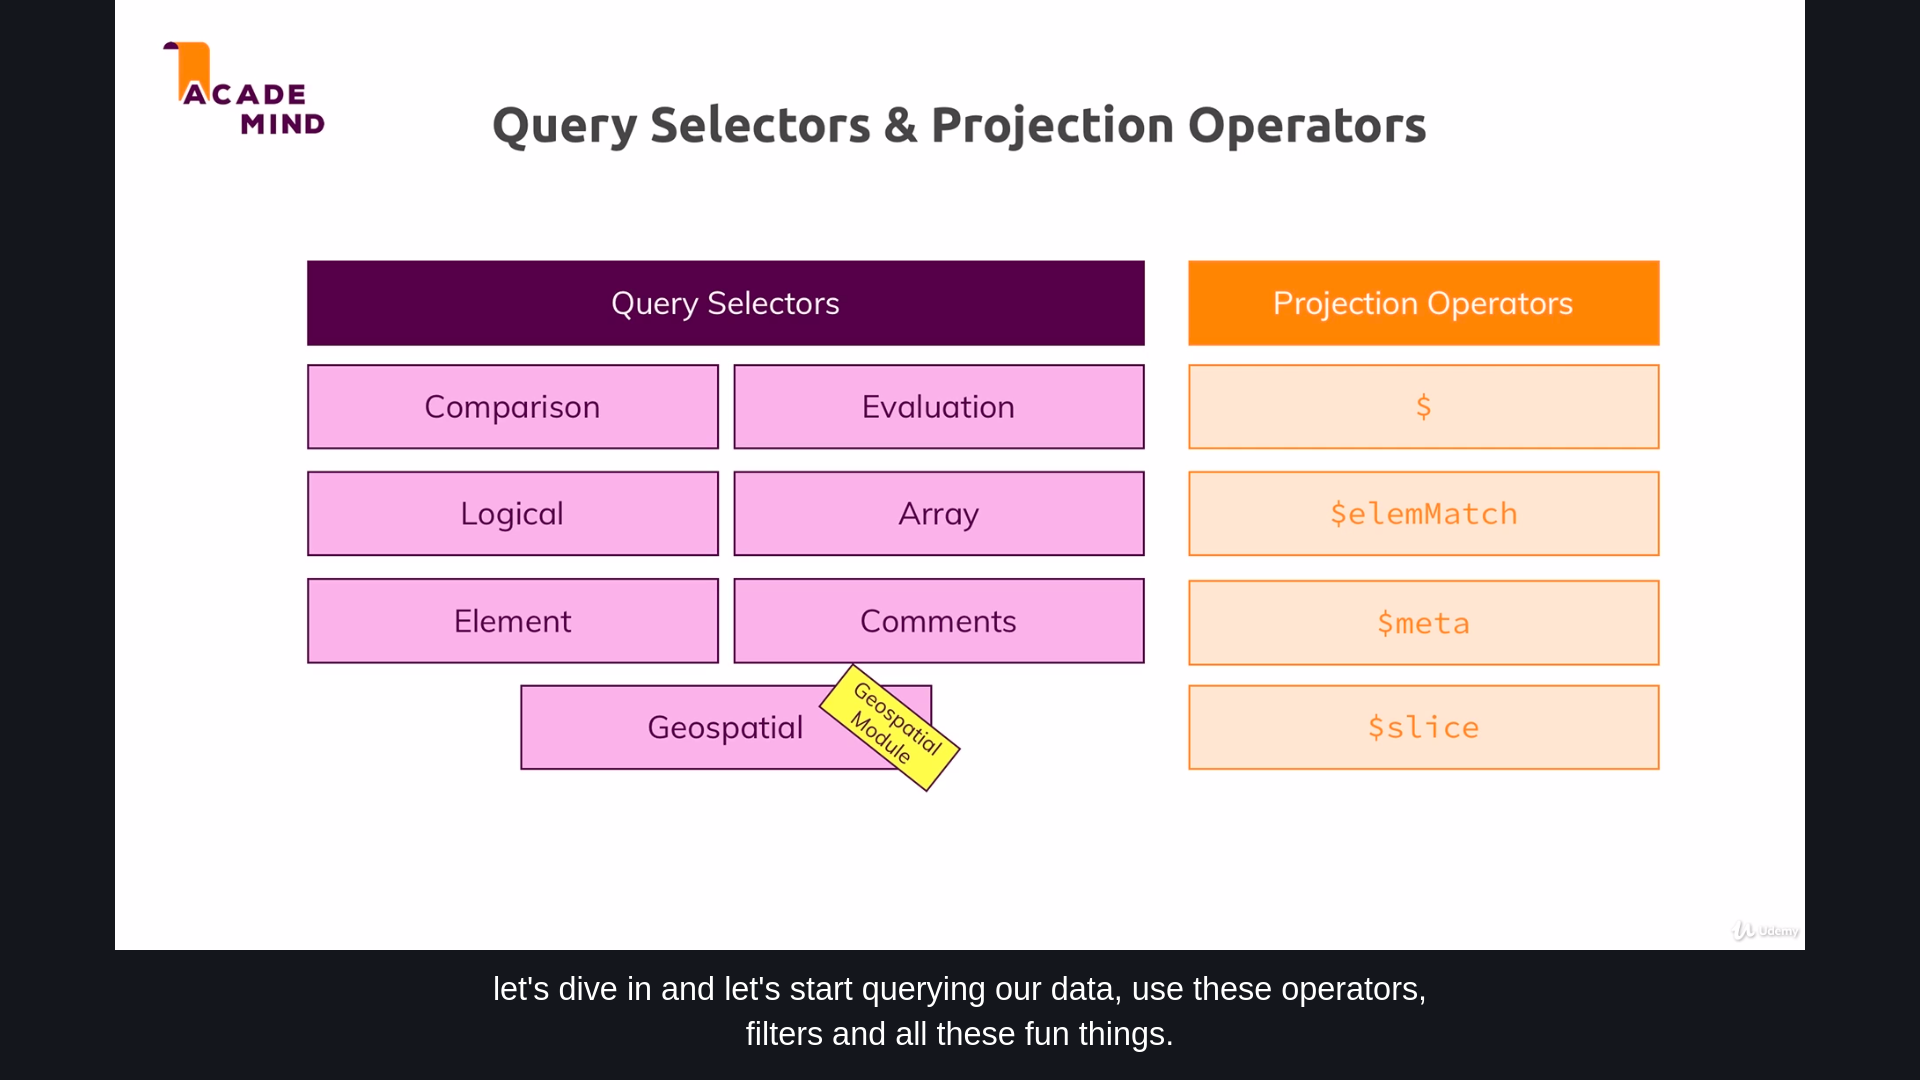 ACADE
MIND
Query Selectors & Projection Operators
Query Selectors
Projection Operators
Comparison
Evaluation
$
Logical
Array
$elemMatch
Element
Comments
$meta
Geospatial
Geospatial
Module
$slice
Udemy
let's dive in and let's start querying our data, use these operators,
filters and all these fun things.